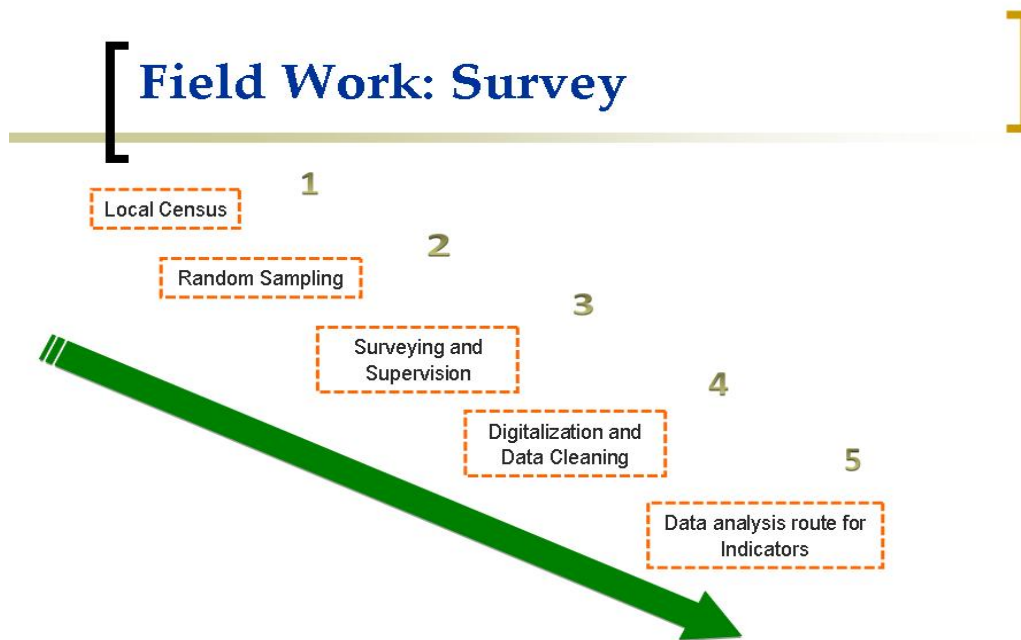 Field Work: Survey
1
Local Census
2
Random Sampling
3
Surveying and
Supervision
4
Digitalization and
Data Cleaning
5
Data analysis route for
Indicators